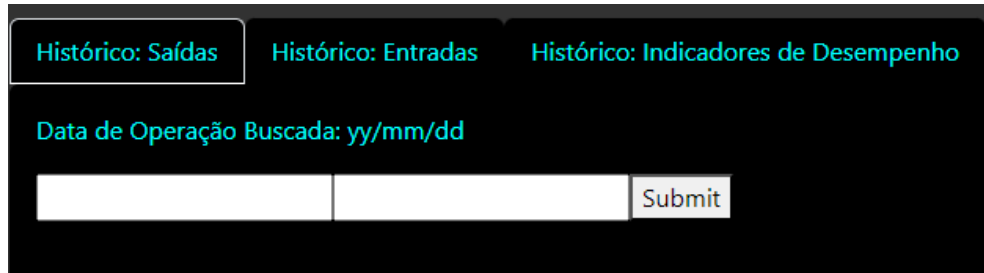 Histórico: Saídas Histórico: Entradas Histórico: Indicadores de Desempenho
Data de Operação Buscada: yy/mm/dd
Submit